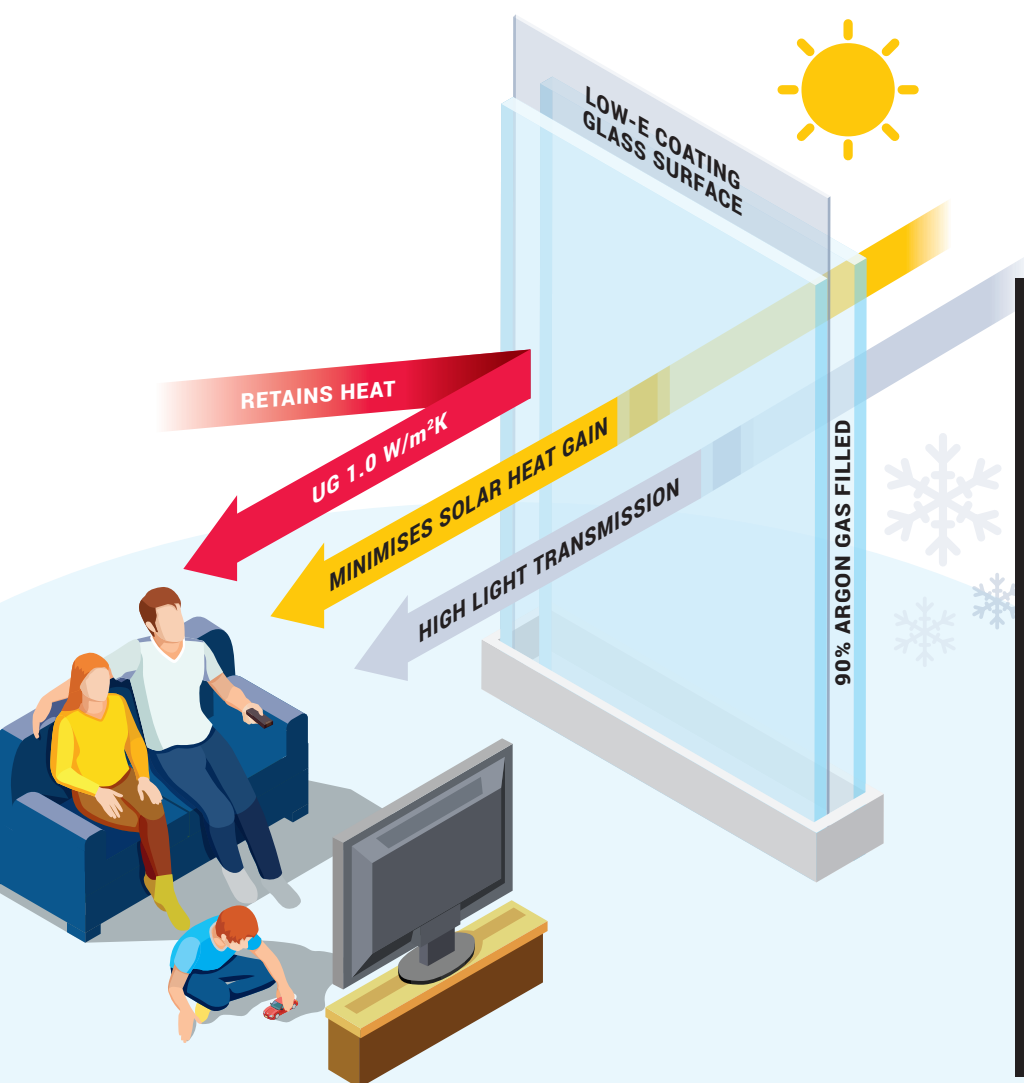 LOW-E COATING
GLASS SURFACE
RETAINS HEAT
UG 1.0 W/m²K
MINIMISES SOLAR HEAT GAIN
HIGH LIGHT TRANSMISSION
90% ARGON GAS FILLED